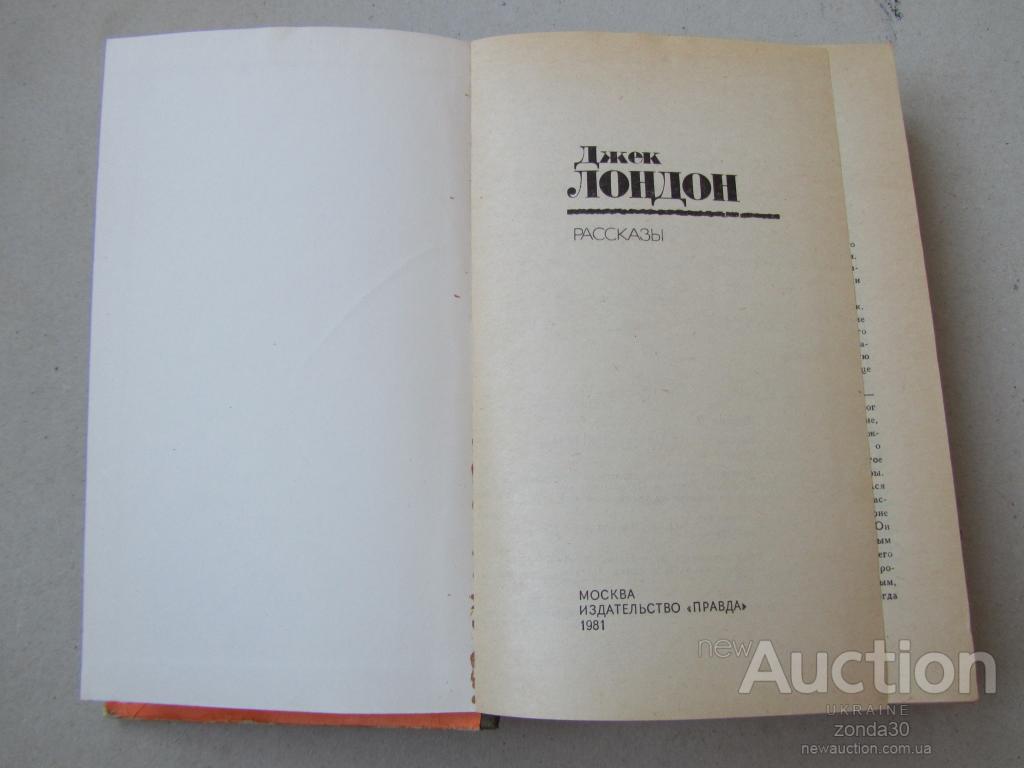 Джек
ЛОНДОН
РАССКАЗЫ
МОСКВА
ИЗДАТЕЛЬСТВО «ПРАВДА»
1981
new Auction
UKRAINE
zonda30
newauction.com.ua